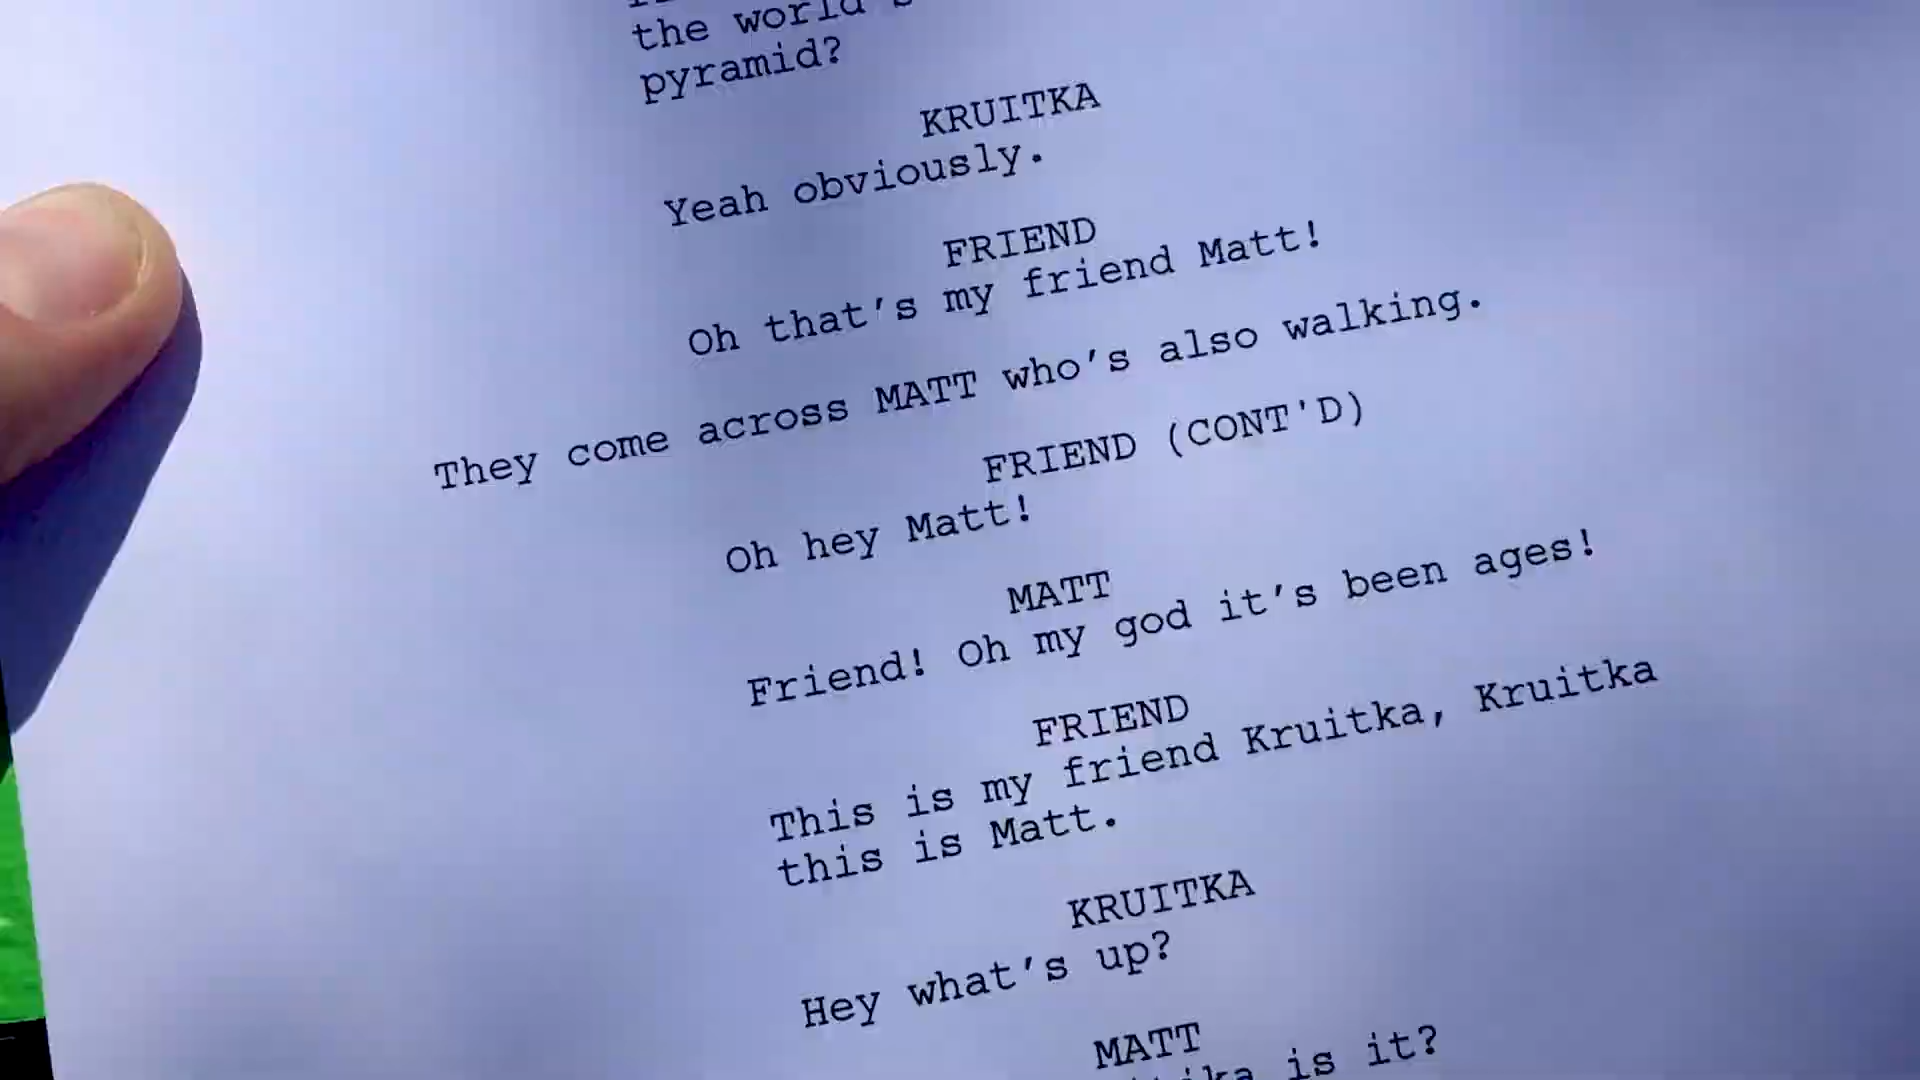 the world
pyramid?
KRUITKA
Yeah obviously.
FRIEND
Oh that's my friend Matt!
They come across MATT who's also walking.
FRIEND (CONT'D)
Oh hey Matt!
MATT
Friend! Oh my god it's been ages!
FRIEND
This is my friend Kruitka, Kruitka
this is Matt.
KRUITKA
Hey what's up?
MATT
is it?